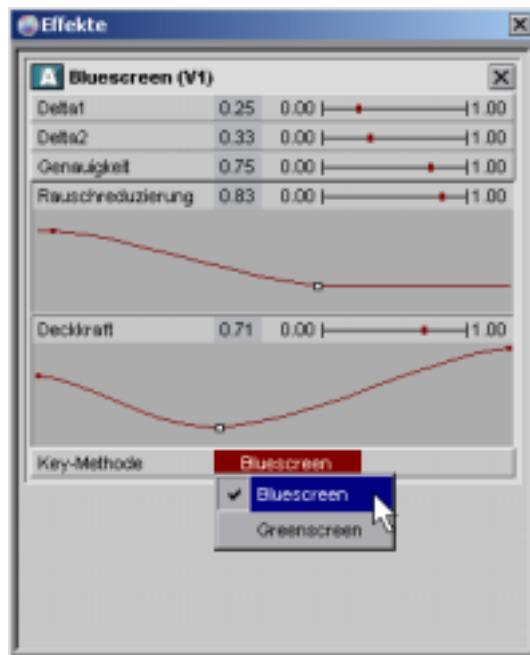 Effekte
A Bluescreen (V1)
Delta1 0.25 0.00 1.00
Delta2 0.33 0.00 1.00
Genauigkeit 0.75 0.00 1.00
Rauschreduzierung 0.83 0.00 1.00
Deckkraft 0.71 0.00 1.00
Key-Methode Bluescreen
Bluescreen
Greenscreen